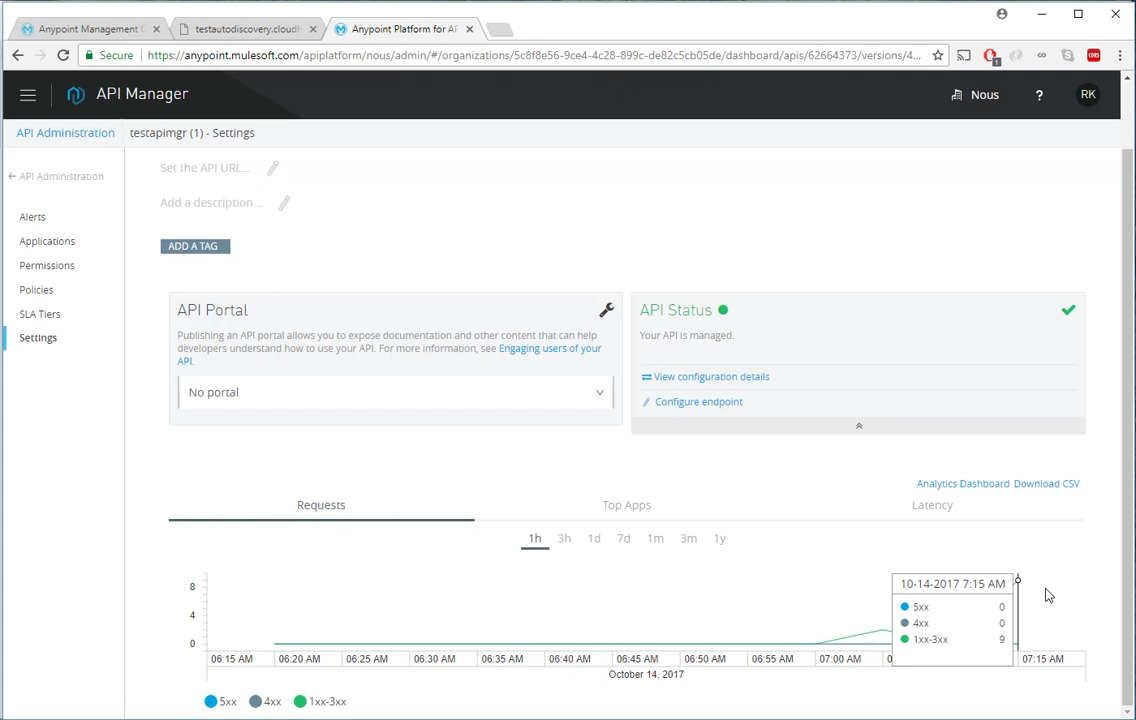 Anypoint Management C
testautodiscovery.cloudh
Anypoint Platform for AP
Secure
https://anypoint.mulesoft.com/apiplatform/nous/admin/#/organizations/5c8f8e56-9ce4-4c28-899c-de82c5cb05de/dashboard/apis/62664373/versions/4...
1
CORS
API Manager
Nous
?
RK
API Administration
testapimgr (1) - Settings
API Administration
Alerts
Applications
Permissions
Policies
SLA Tiers
Settings
Set the API URL...
Add a description...
ADD A TAG
API Portal
Publishing an API portal allows you to expose documentation and other content that can help
developers understand how to use your API. For more information, see Engaging users of your
API.
No portal
API Status
Your API is managed.
View configuration details
Configure endpoint
Analytics Dashboard Download CSV
Requests
Top Apps
Latency
1h 3h 1d 7d 1m 3m 1y
8
4
0
10-14-2017 7:15 AM
5xx 0
4xx 0
1xx-3xx 9
06:15 AM 06:20 AM 06:25 AM 06:30 AM 06:35 AM 06:40 AM 06:45 AM 06:50 AM 06:55 AM 07:00 AM 07:15 AM
October 14, 2017
5xx 4xx 1xx-3xx